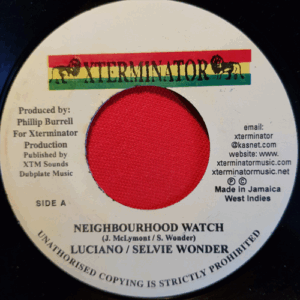 XTERMINATOR
Produced by:
Phillip Burrell
For Xterminator
Production
Published by
XTM Sounds
Dubplate Music
SIDE A
email:
xterminator
@kasnet.com
website: www.
xterminatormusic.com
xterminatormusic.net
Ⓟ ©
Made in Jamaica
West Indies
NEIGHBOURHOOD WATCH
(J. McLymont / S. Wonder)
LUCIANO / SELVIE WONDER
UNATHORISED COPYING IS STRICTLY PROHIBITED